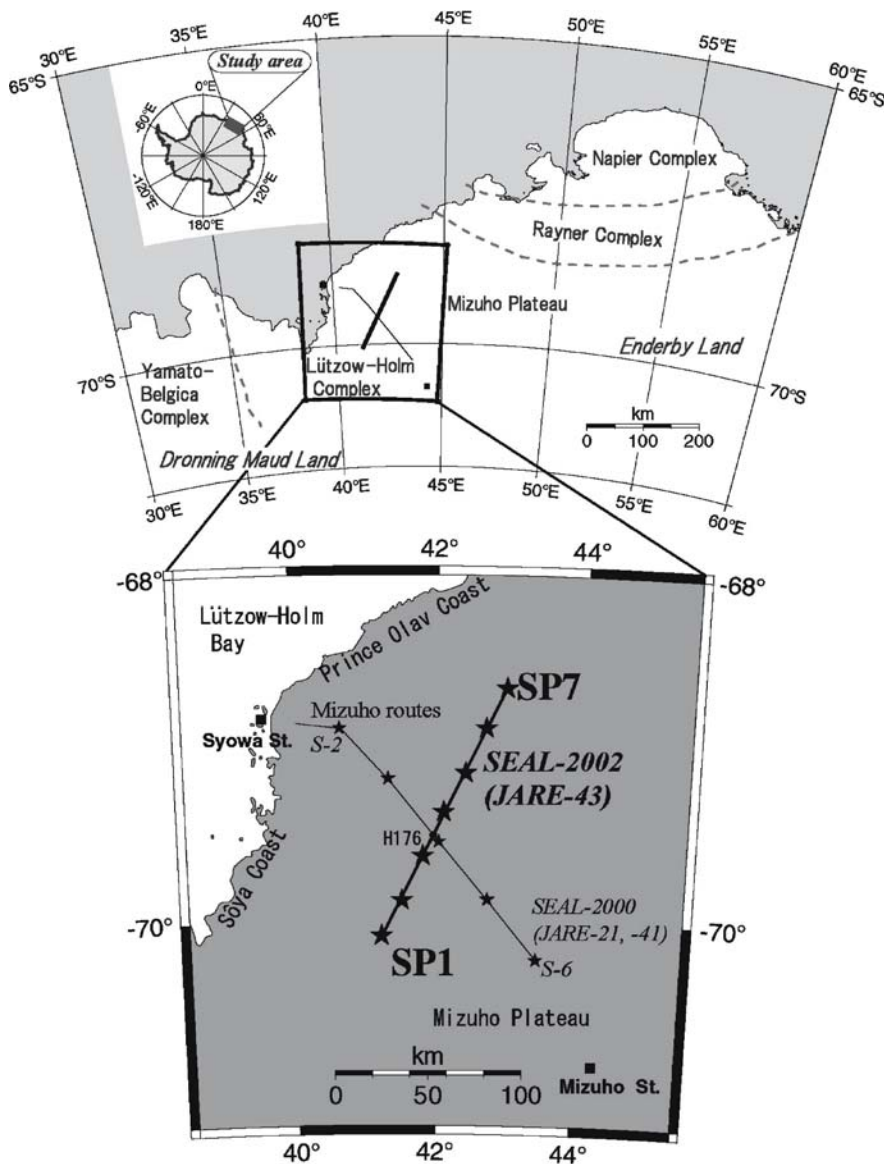 30°E
35°E
40°E
45°E
50°E
55°E
60°E
65°S
65°S
Study area
0°E
-60°E
60°E
-120°E
120°E
180°E
Napier Complex
Rayner Complex
Mizuho Plateau
Enderby Land
Lützow-Holm
Complex
Yamato-
Belgica
Complex
70°S
70°S
Dronning Maud Land
km
0 100 200
30°E
35°E
40°E
45°E
50°E
55°E
60°E
40°
42°
44°
-68°
-68°
Lützow-Holm
Bay
Prince Olav Coast
SP7
Mizuho routes
Syowa St.
S-2
SEAL-2002
(JARE-43)
H176
Sôya Coast
SEAL-2000
(JARE-21, -41)
-70°
-70°
SP1
S-6
Mizuho Plateau
km
0 50 100
Mizuho St.
40°
42°
44°